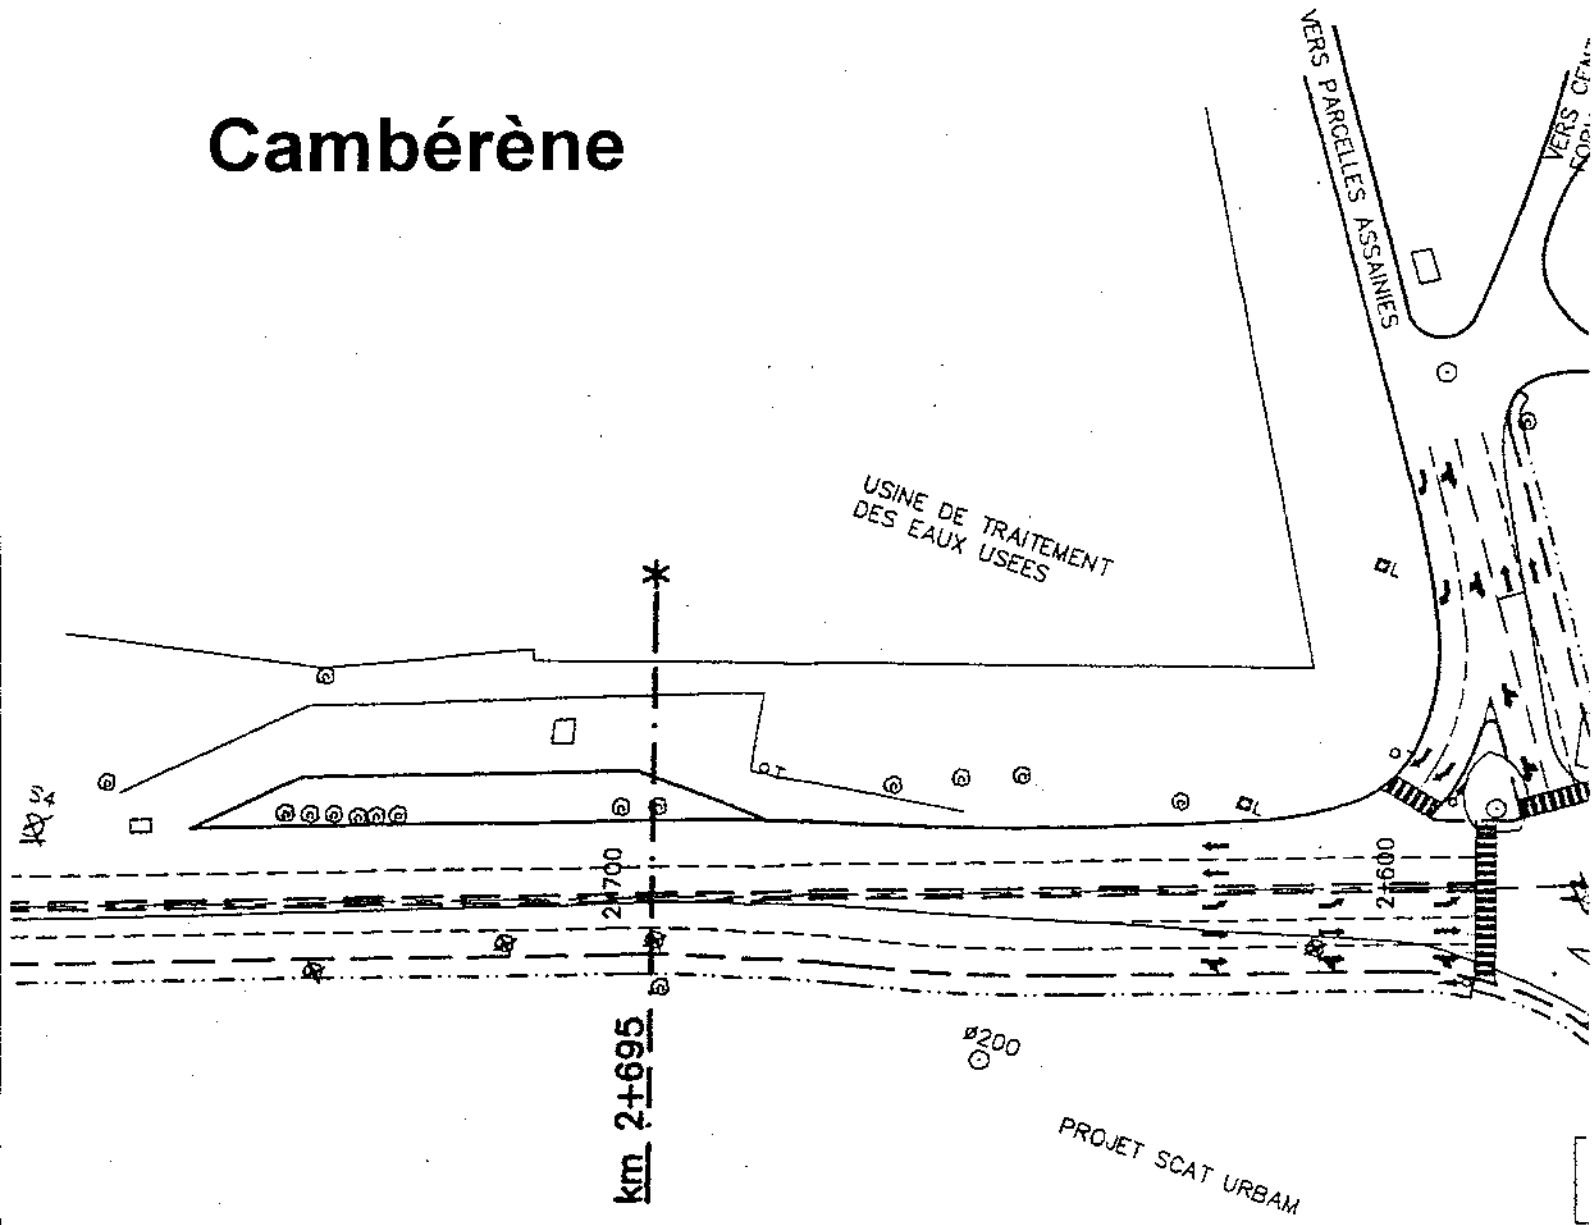 Cambérène
VERS PARCELLES ASSAINIES
VERS
USINE DE TRAITEMENT
DES EAUX USEES
T
L
L
2+700
2+600
km 2+695
ø200
PROJET SCAT URBAM